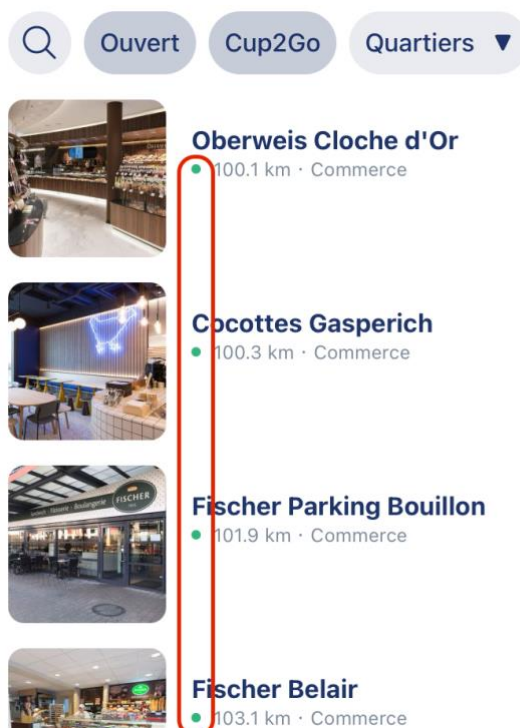 Ouvert Cup2Go Quartiers ▼
Oberweis Cloche d'Or
100.1 km · Commerce
Cocottes Gasperich
100.3 km · Commerce
FISCHER
Fischer Parking Bouillon
101.9 km · Commerce
Fischer Belair
103.1 km · Commerce